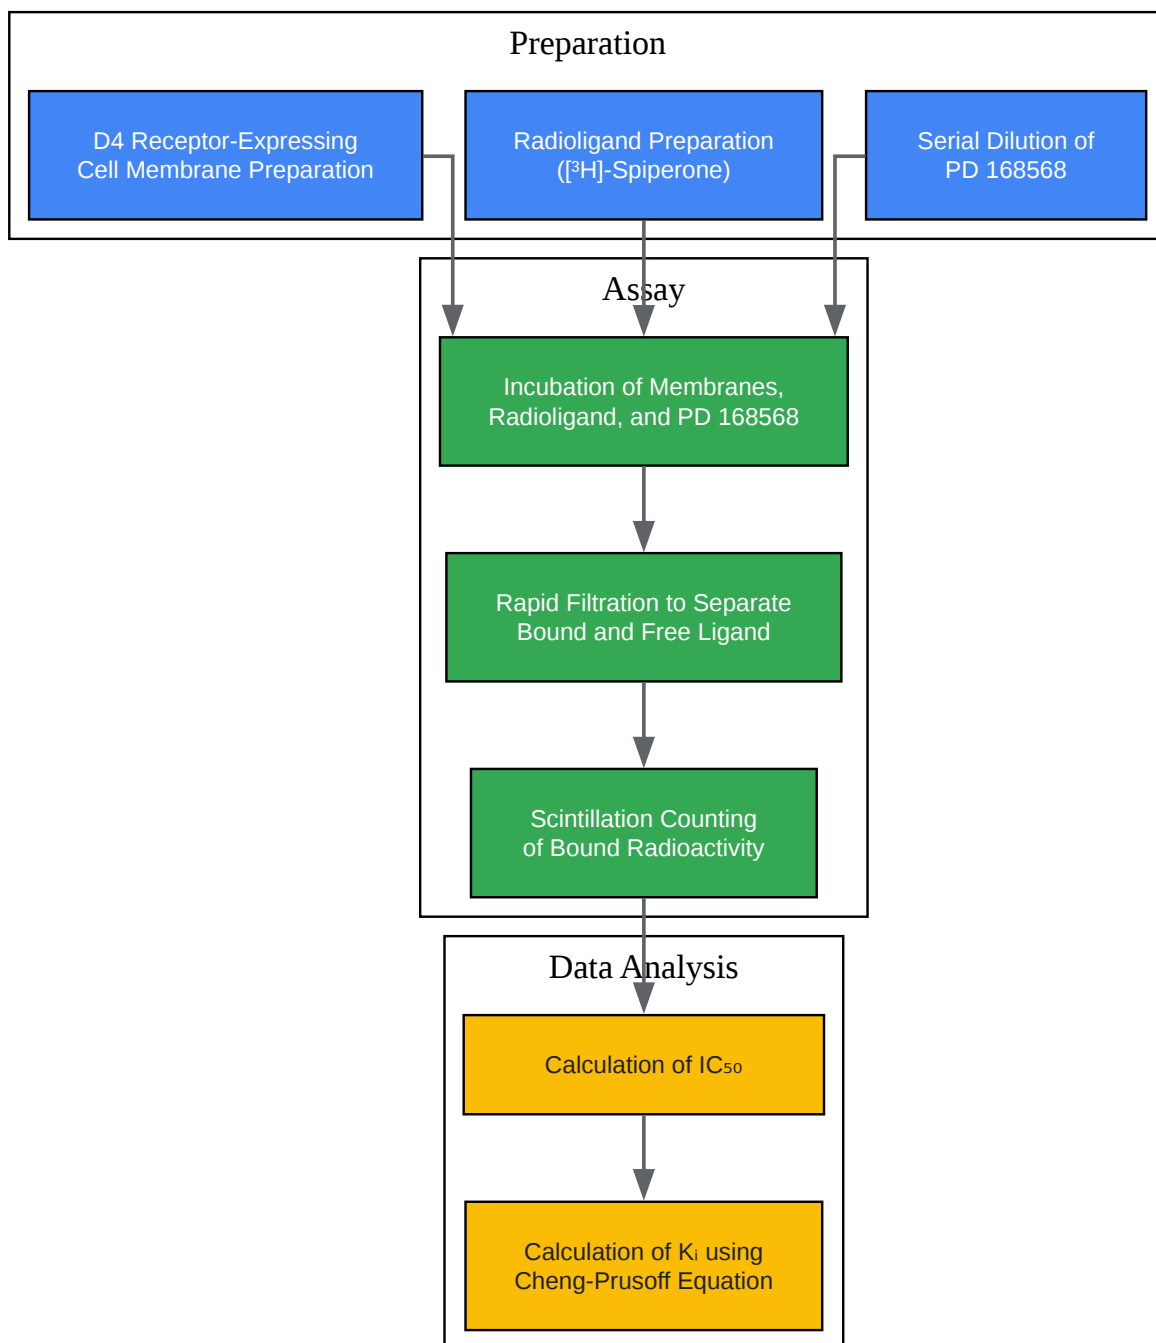 Preparation
D4 Receptor-Expressing
Cell Membrane Preparation
Radioligand Preparation
([³H]-Spiperone)
Serial Dilution of
PD 168568
Assay
Incubation of Membranes,
Radioligand, and PD 168568
Rapid Filtration to Separate
Bound and Free Ligand
Scintillation Counting
of Bound Radioactivity
Data Analysis
Calculation of IC₅₀
Calculation of Kᵢ using
Cheng-Prusoff Equation